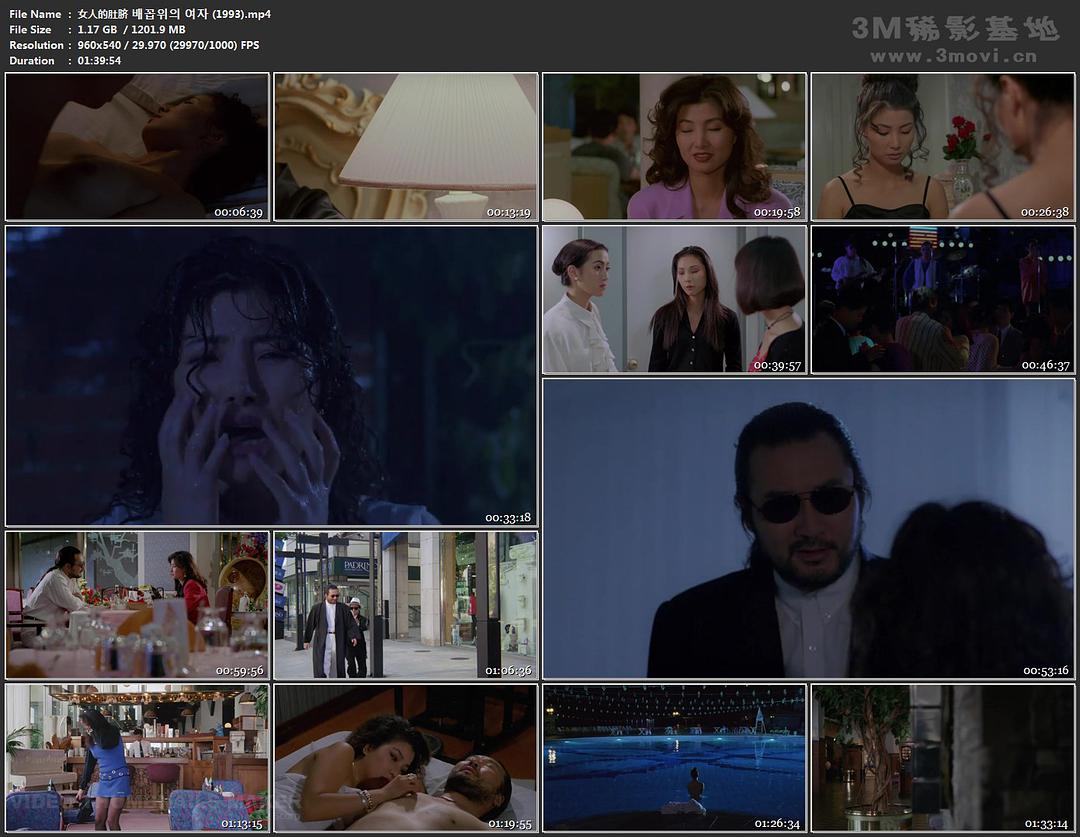 File Name : 女人的肚脐 배꼽위의 여자 (1993).mp4
3M稀影基地
File Size : 1.17 GB / 1201.9 MB
www.3movi.cn
Resolution : 960x540 / 29.970 (29970/1000) FPS
Duration : 01:39:54
00:06:39
00:13:19
00:19:58
00:26:38
00:33:18
00:39:57
00:46:37
00:53:16
00:59:56
PADRINO
01:06:36
01:13:15
01:19:55
01:26:34
01:33:14